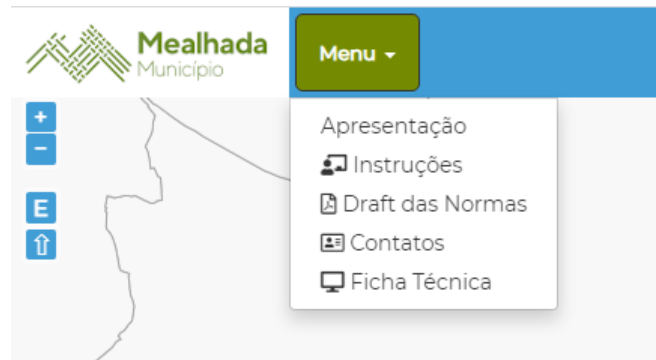 Mealhada
Município
Menu
+
−
E
⇧
Apresentação
Instruções
Draft das Normas
Contatos
Ficha Técnica